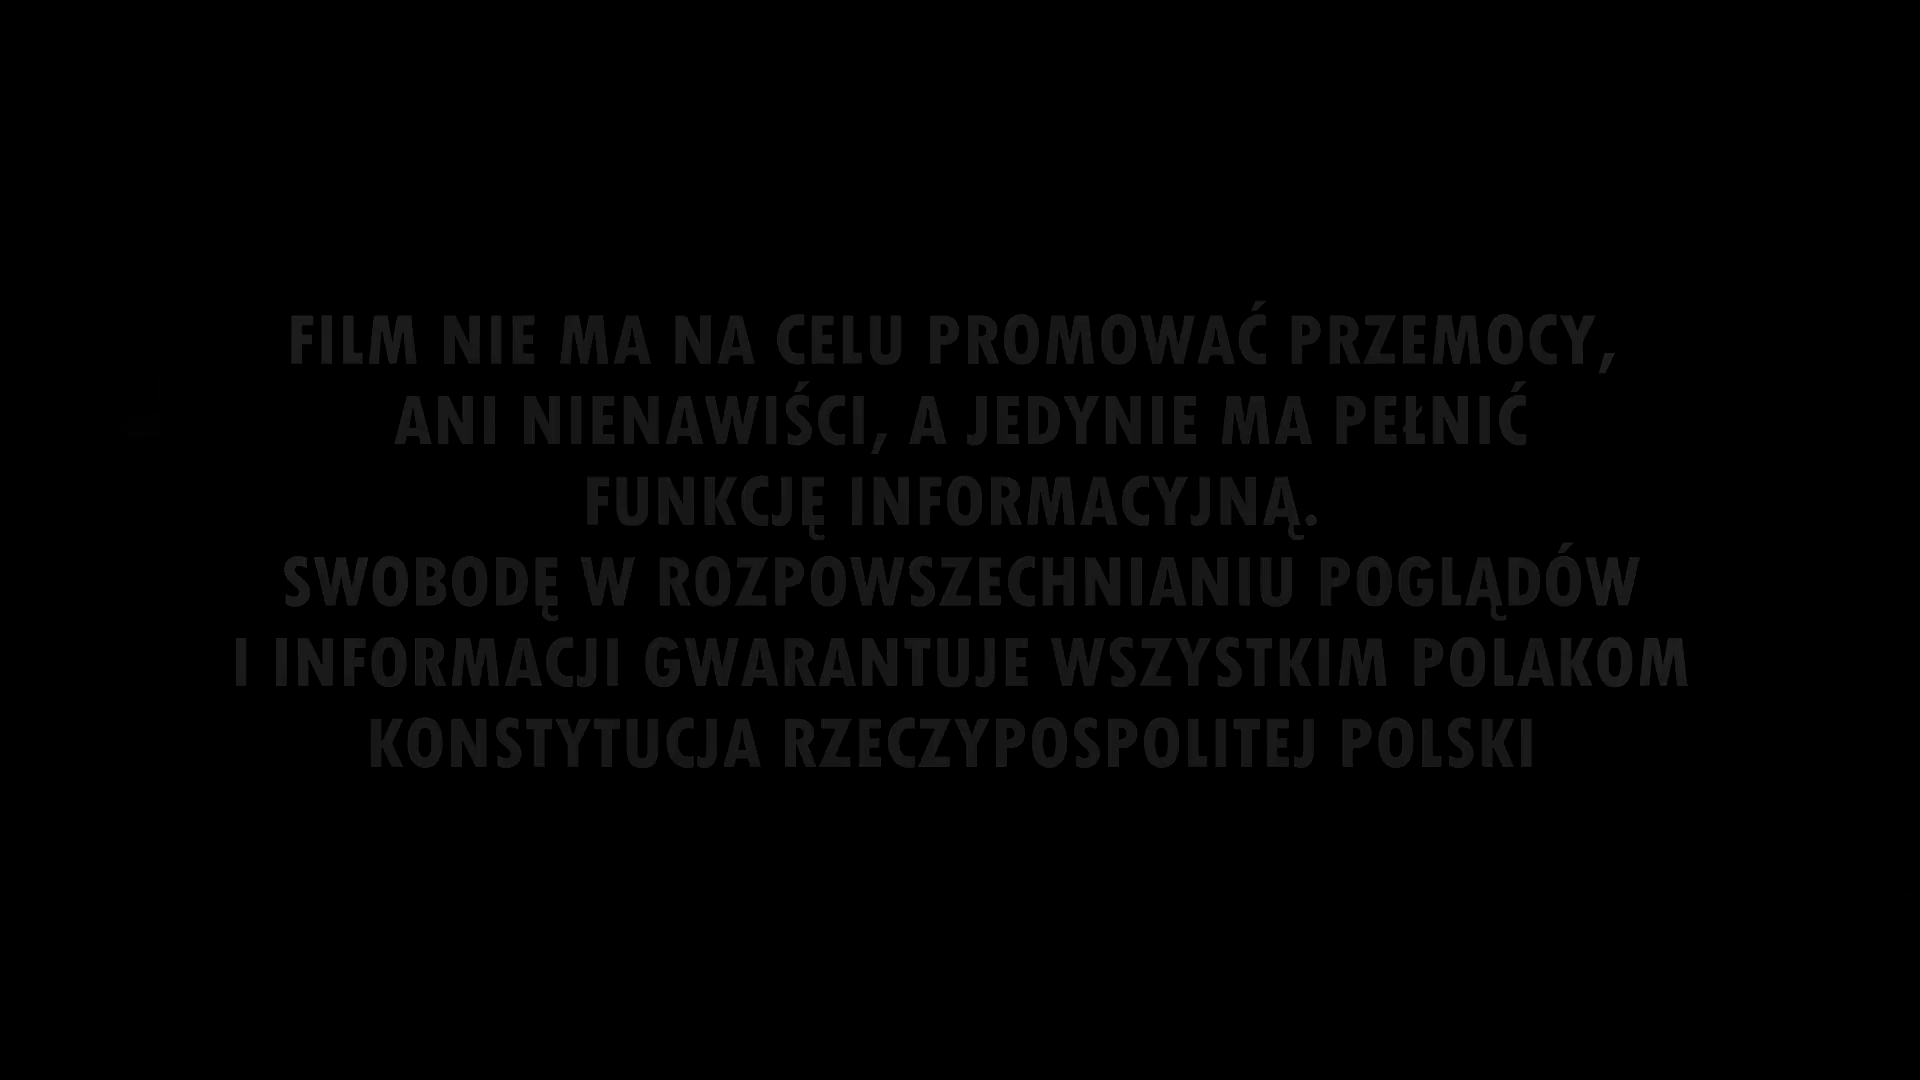 FILM NIE MA NA CELU PROMOWAĆ PRZEMOCY,
ANI NIENAWIŚCI, A JEDYNIE MA PEŁNIĆ
FUNKCJĘ INFORMACYJNĄ.
SWOBODĘ W ROZPOWSZECHNIANIU POGLĄDÓW
I INFORMACJI GWARANTUJE WSZYSTKIM POLAKOM
KONSTYTUCJA RZECZYPOSPOLITEJ POLSKI